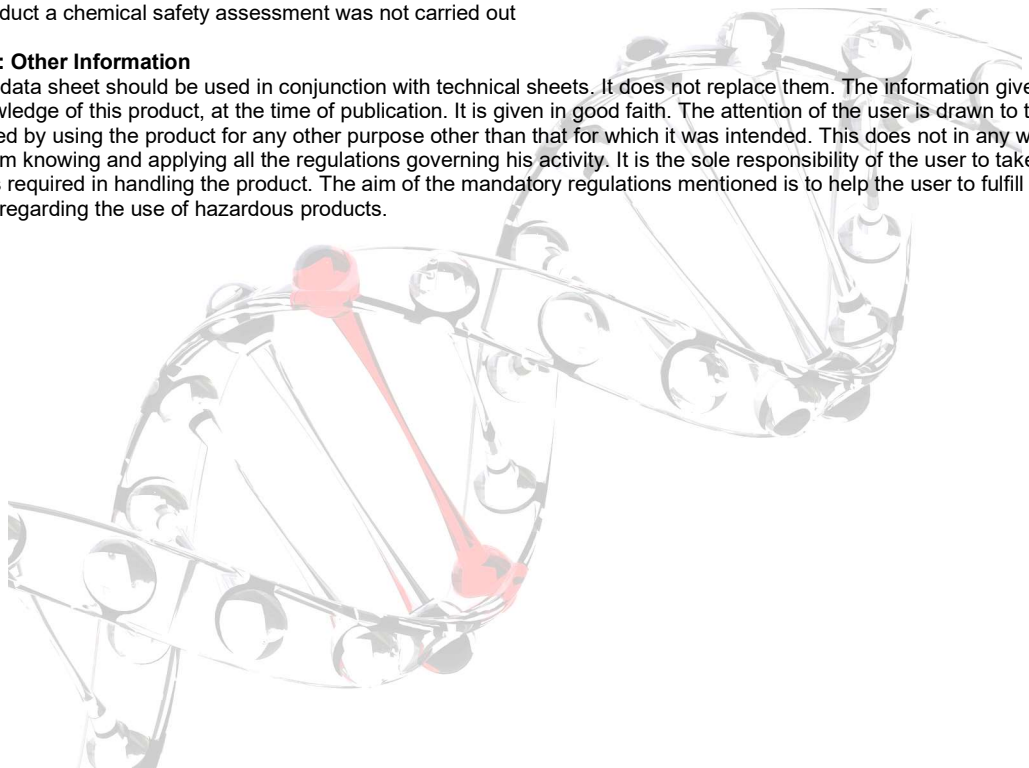 duct a chemical safety assessment was not carried out
: Other Information
data sheet should be used in conjunction with technical sheets. It does not replace them. The information give
wledge of this product, at the time of publication. It is given in good faith. The attention of the user is drawn to t
ed by using the product for any other purpose other than that for which it was intended. This does not in any w
m knowing and applying all the regulations governing his activity. It is the sole responsibility of the user to take
s required in handling the product. The aim of the mandatory regulations mentioned is to help the user to fulfill
regarding the use of hazardous products.